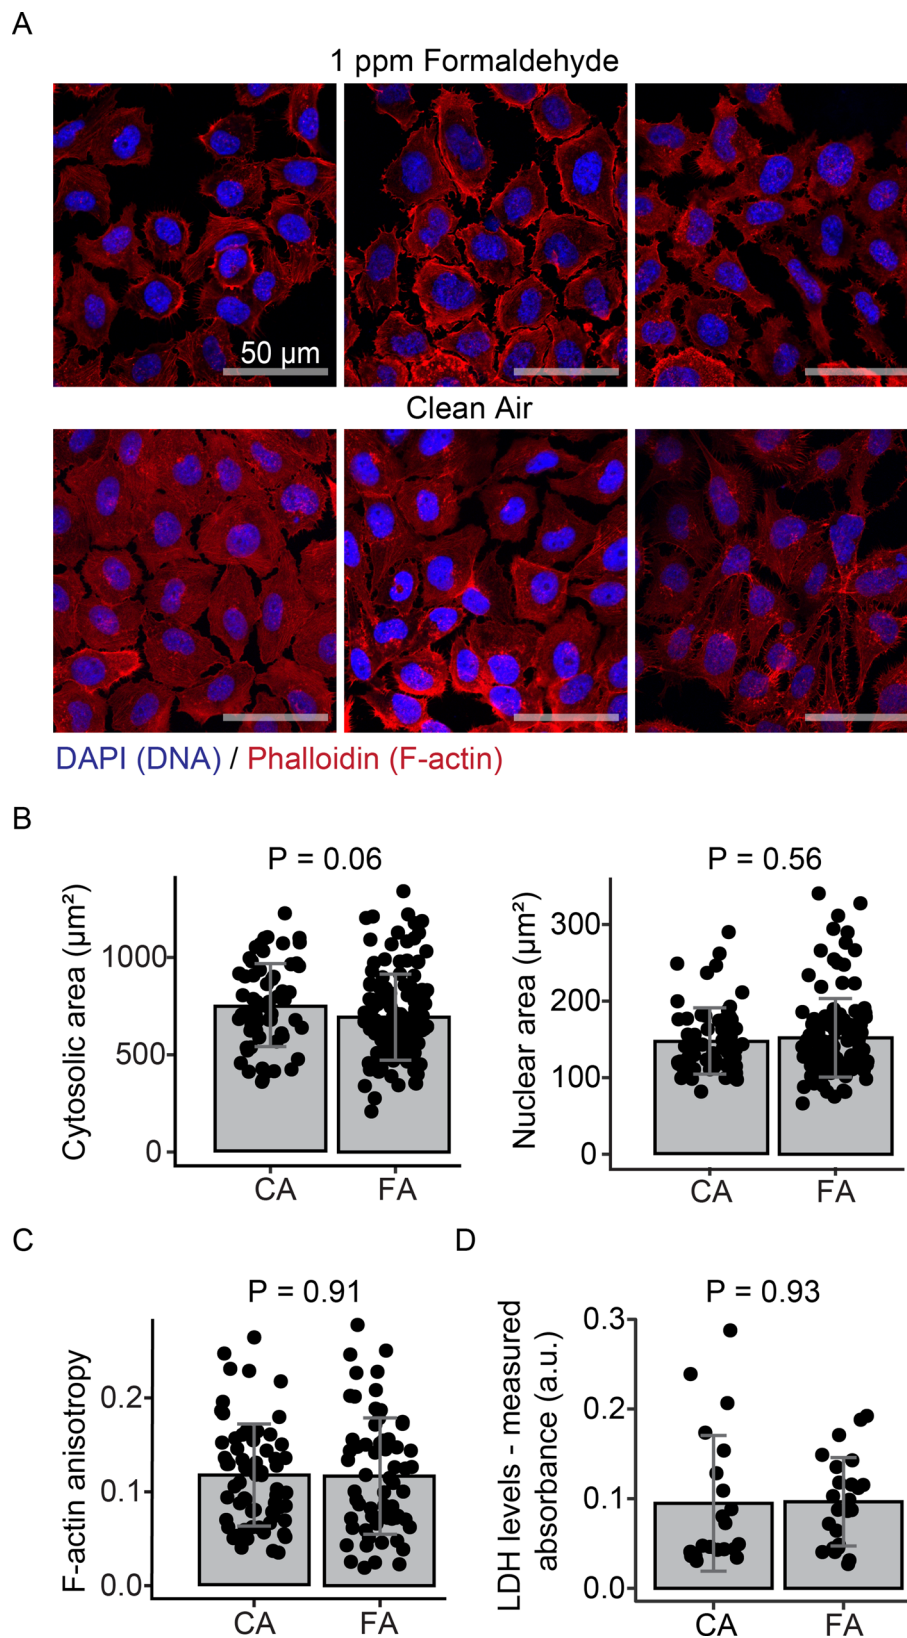 A
1 ppm Formaldehyde
50 µm
Clean Air
DAPI (DNA) / Phalloidin (F-actin)
B
P = 0.06
Cytosolic area (µm²)
1000
500
0
CA FA
P = 0.56
Nuclear area (µm²)
300
200
100
0
CA FA
C
P = 0.91
F-actin anisotropy
0.2
0.1
0.0
CA FA
D
P = 0.93
LDH levels - measured
absorbance (a.u.)
0.3
0.2
0.1
0.0
CA FA